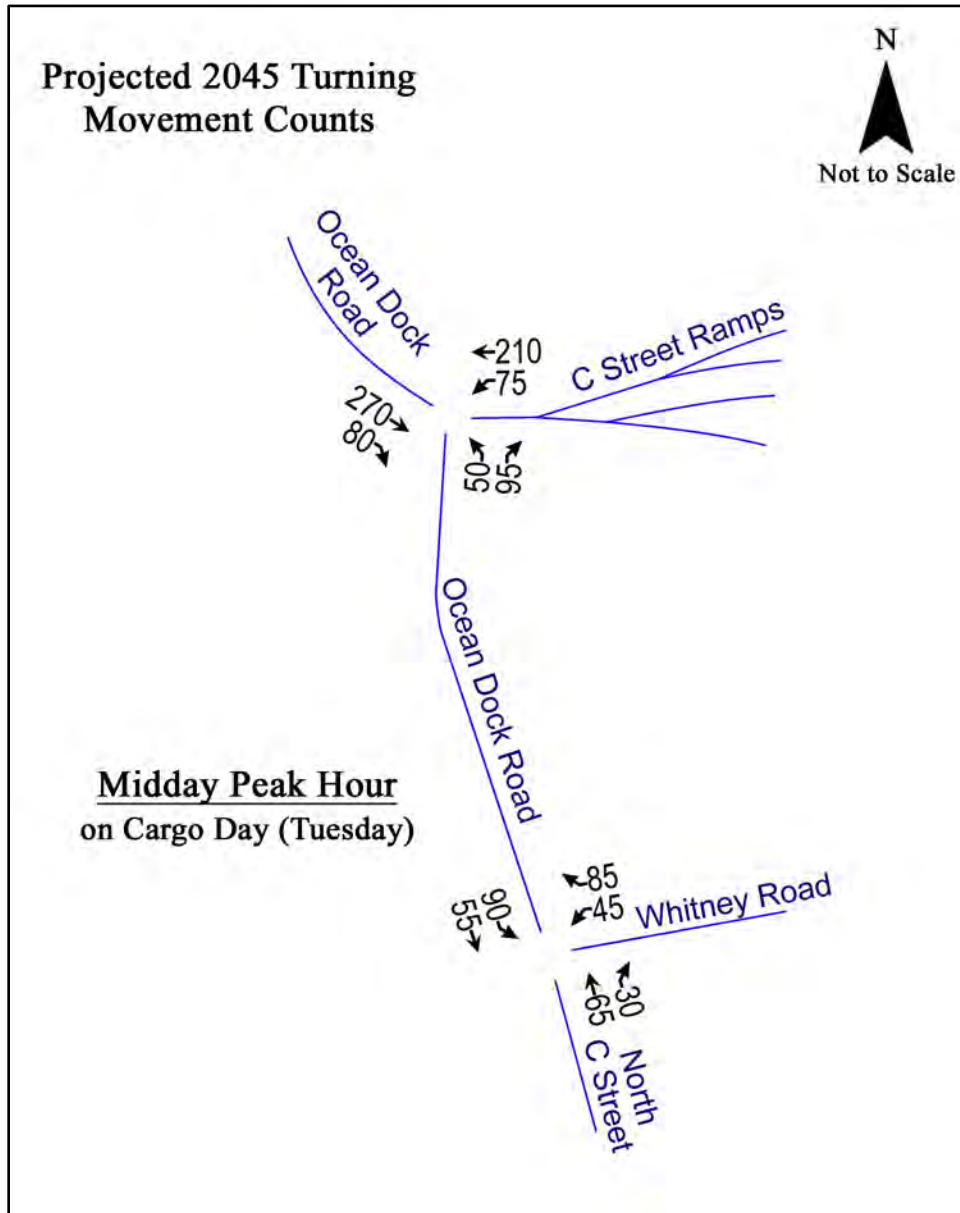 Projected 2045 Turning
Movement Counts
N
Not to Scale
Ocean Dock
Road
210
75
C Street Ramps
270
80
50
95
Ocean Dock Road
Midday Peak Hour
on Cargo Day (Tuesday)
85
45
Whitney Road
90
55
65
30
North
C Street